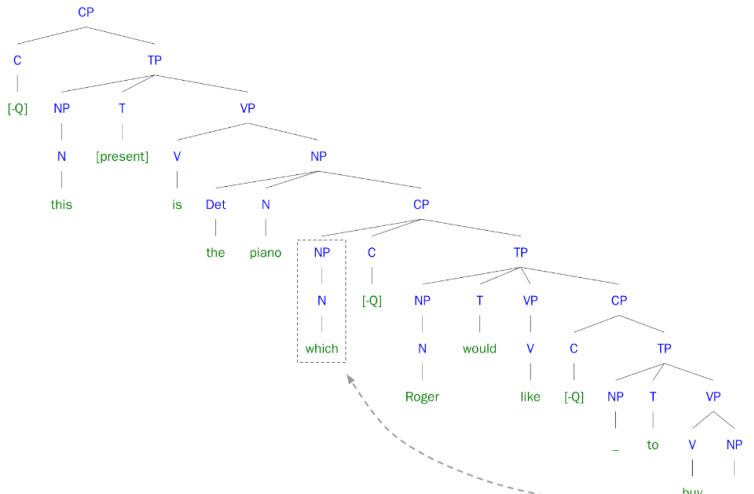 CP
C TP
[-Q] NP T VP
N [present] V NP
this is Det N CP
the piano NP C TP
N [-Q] NP T VP CP
which N would V C TP
Roger like [-Q] NP T VP
_ to V NP
buy